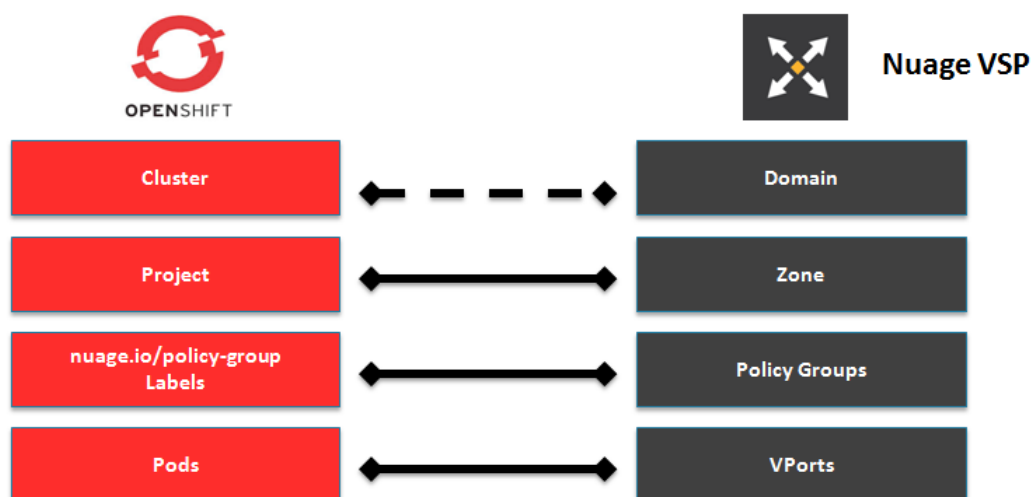 OPENSHIFT
Nuage VSP
Cluster
Domain
Project
Zone
nuage.io/policy-group
Labels
Policy Groups
Pods
VPorts